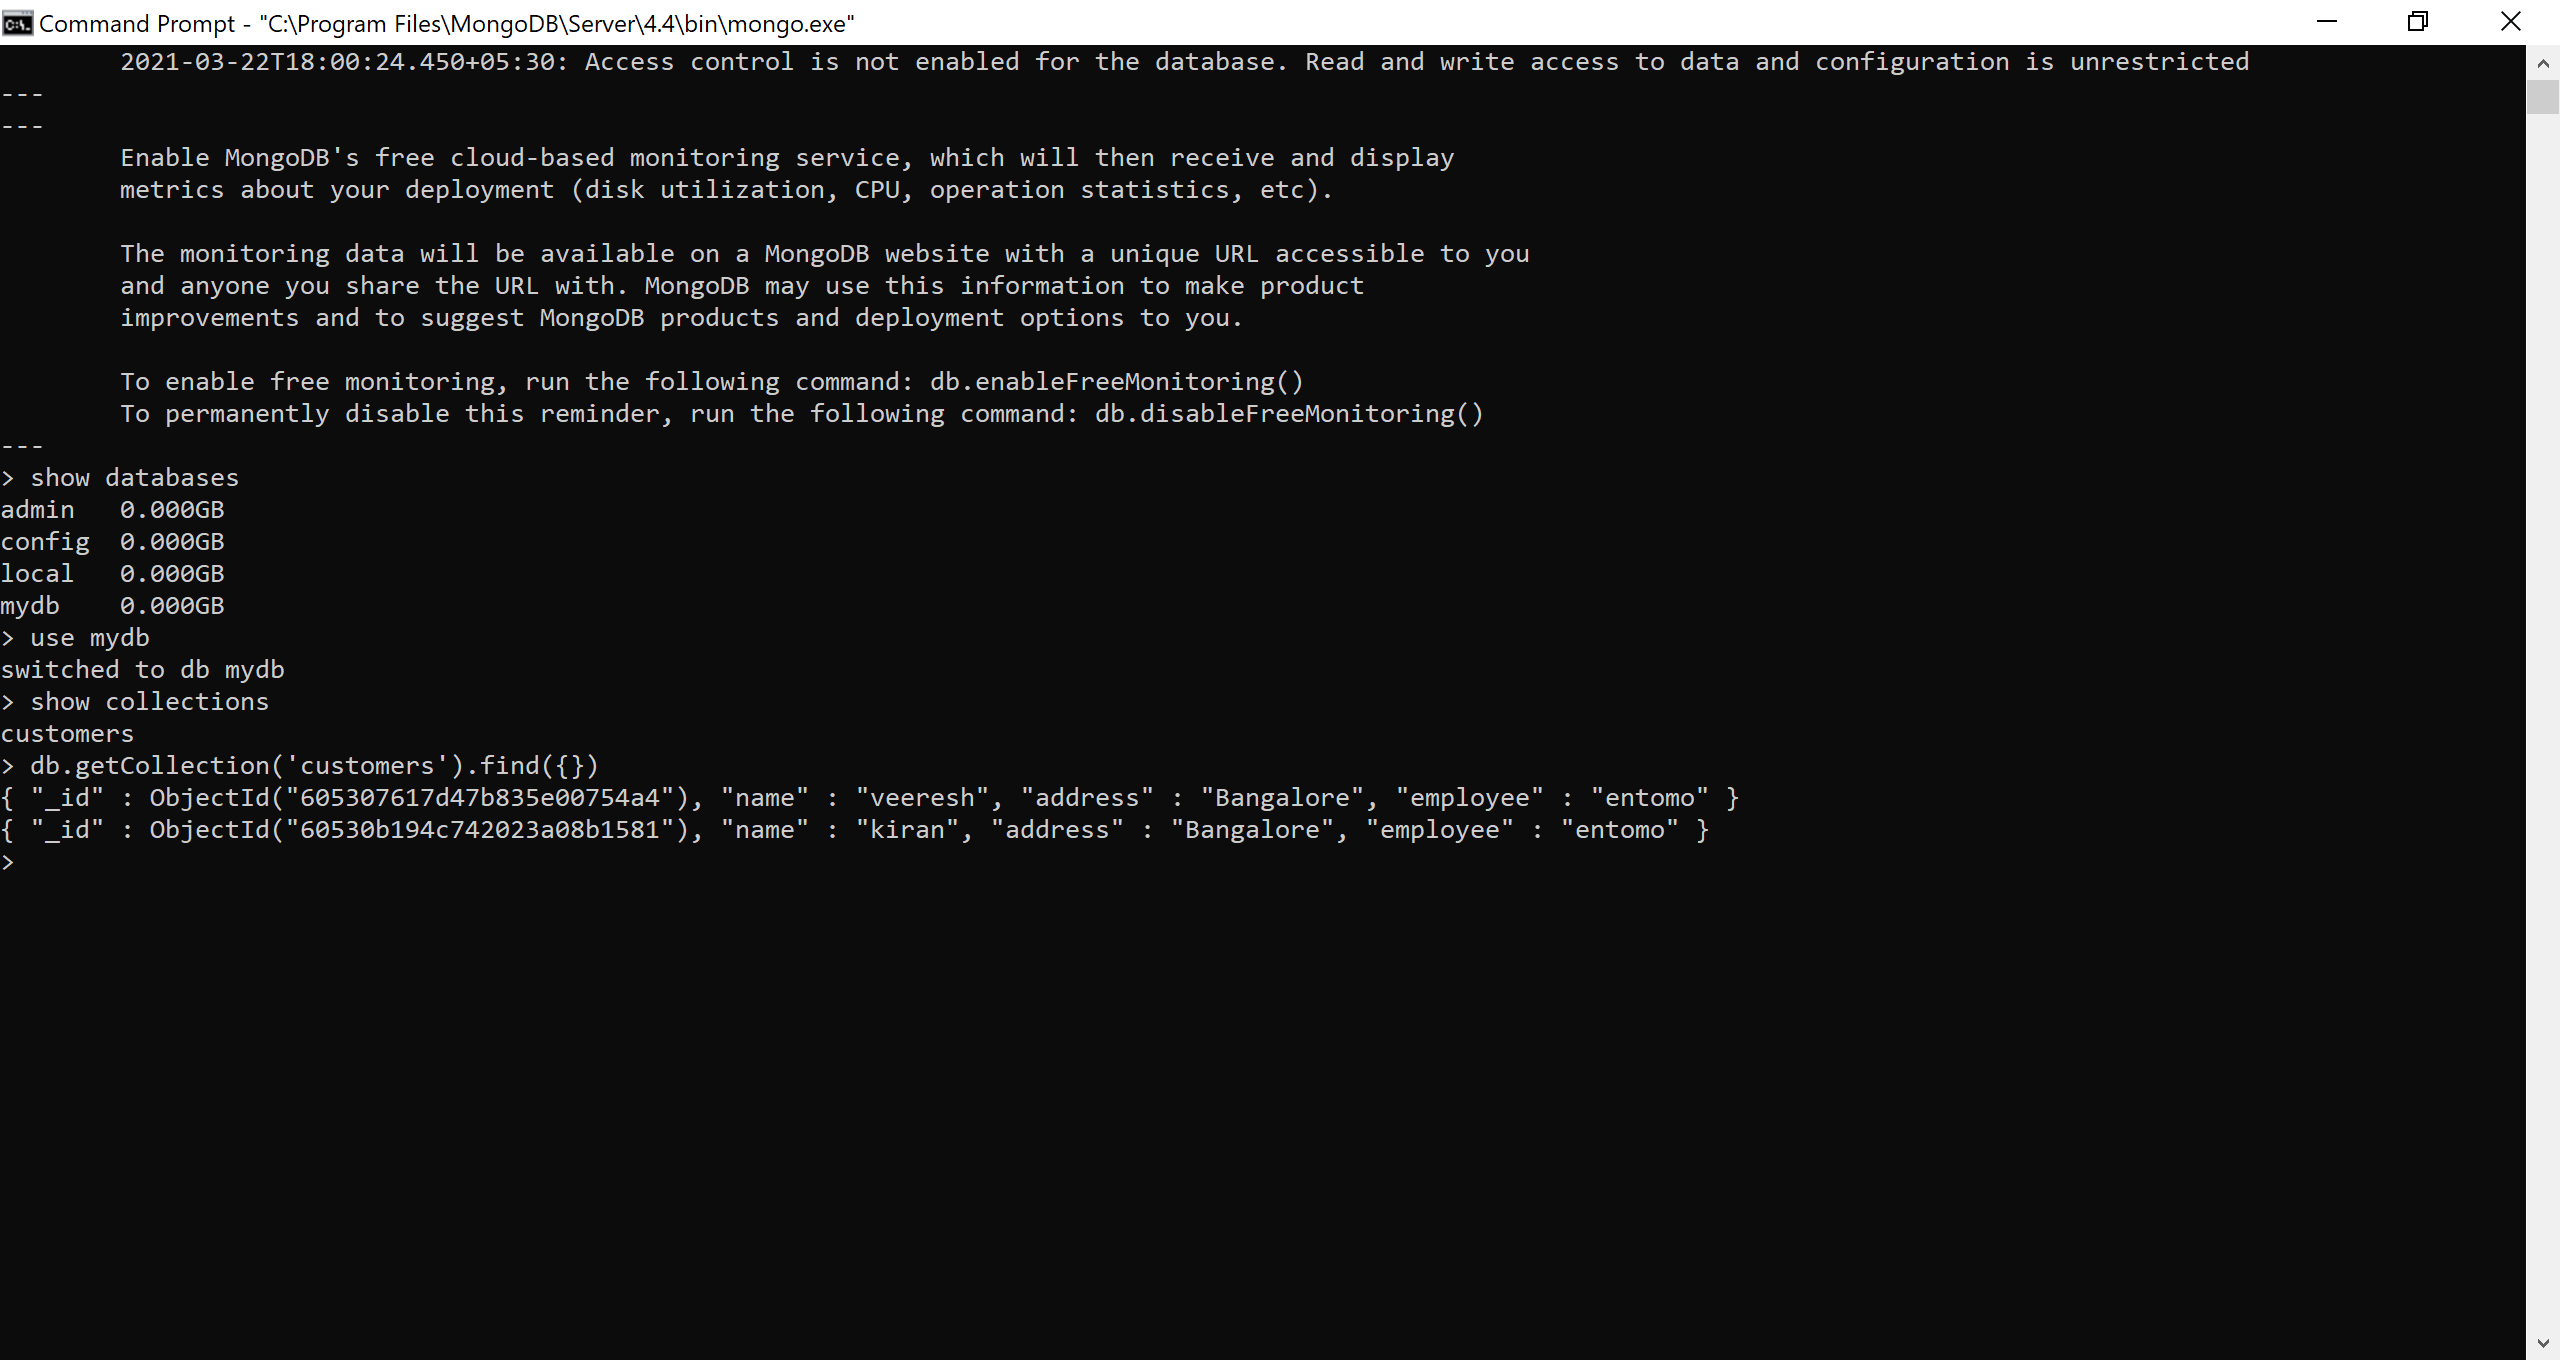 Command Prompt - "C:\Program Files\MongoDB\Server\4.4\bin\mongo.exe"
2021-03-22T18:00:24.450+05:30: Access control is not enabled for the database. Read and write access to data and configuration is unrestricted
---
---
Enable MongoDB's free cloud-based monitoring service, which will then receive and display
metrics about your deployment (disk utilization, CPU, operation statistics, etc).
The monitoring data will be available on a MongoDB website with a unique URL accessible to you
and anyone you share the URL with. MongoDB may use this information to make product
improvements and to suggest MongoDB products and deployment options to you.
To enable free monitoring, run the following command: db.enableFreeMonitoring()
To permanently disable this reminder, run the following command: db.disableFreeMonitoring()
---
> show databases
admin   0.000GB
config  0.000GB
local   0.000GB
mydb    0.000GB
> use mydb
switched to db mydb
> show collections
customers
> db.getCollection('customers').find({})
{ "_id" : ObjectId("605307617d47b835e00754a4"), "name" : "veeresh", "address" : "Bangalore", "employee" : "entomo" }
{ "_id" : ObjectId("60530b194c742023a08b1581"), "name" : "kiran", "address" : "Bangalore", "employee" : "entomo" }
>